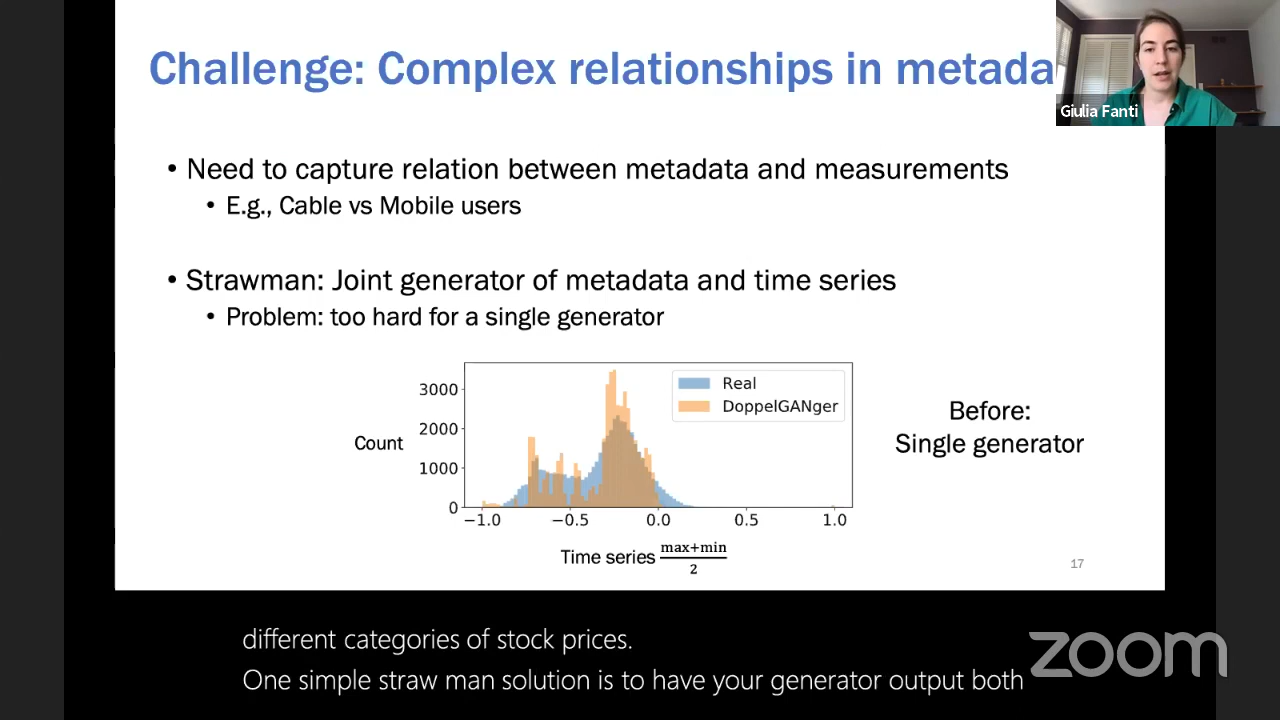 Challenge: Complex relationships in metada
Giulia Fanti
• Need to capture relation between metadata and measurements
• E.g., Cable vs Mobile users
• Strawman: Joint generator of metadata and time series
• Problem: too hard for a single generator
3000
2000
1000
0
Count
Real
DoppelGANger
−1.0 −0.5 0.0 0.5 1.0
Time series max+min
2
Before:
Single generator
17
different categories of stock prices.
One simple straw man solution is to have your generator output both
zoom